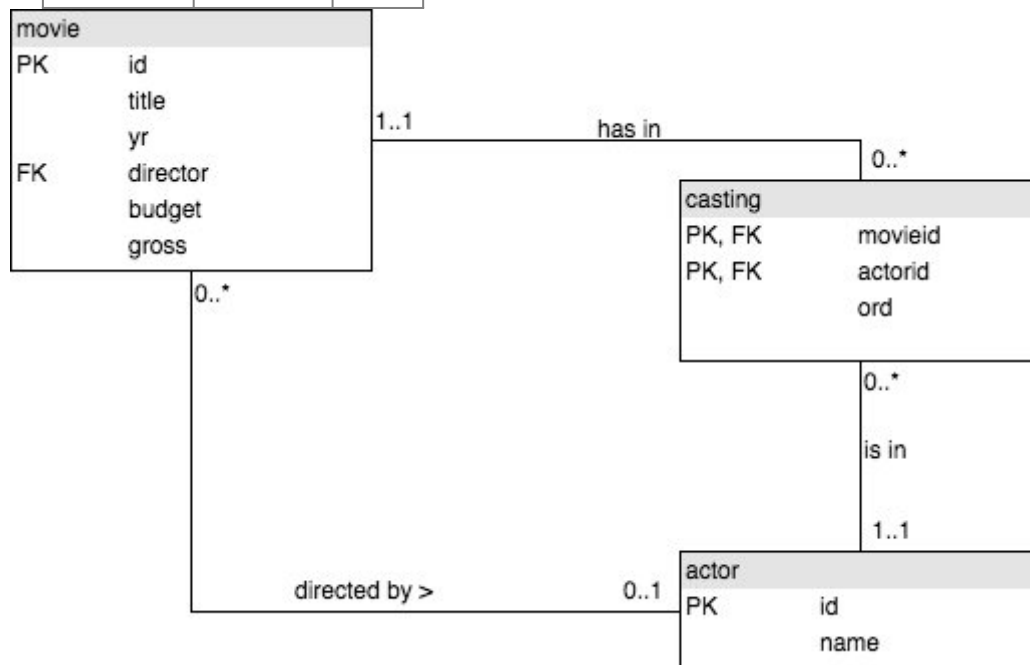 movie
PK id
title
yr
FK director
budget
gross
1..1
has in
0..*
casting
PK, FK movieid
PK, FK actorid
ord
0..*
0..*
is in
1..1
directed by >
0..1
actor
PK id
name